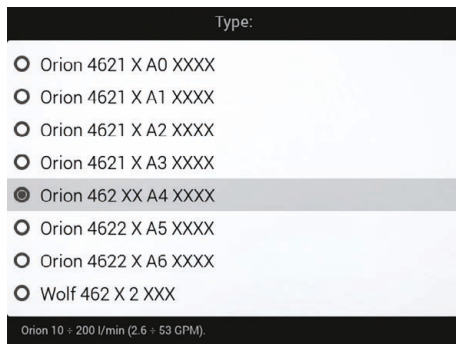 Type:
Orion 4621 X A0 XXXX
Orion 4621 X A1 XXXX
Orion 4621 X A2 XXXX
Orion 4621 X A3 XXXX
Orion 462 XX A4 XXXX
Orion 4622 X A5 XXXX
Orion 4622 X A6 XXXX
Wolf 462 X 2 XXX
Orion 10 ÷ 200 l/min (2.6 ÷ 53 GPM).